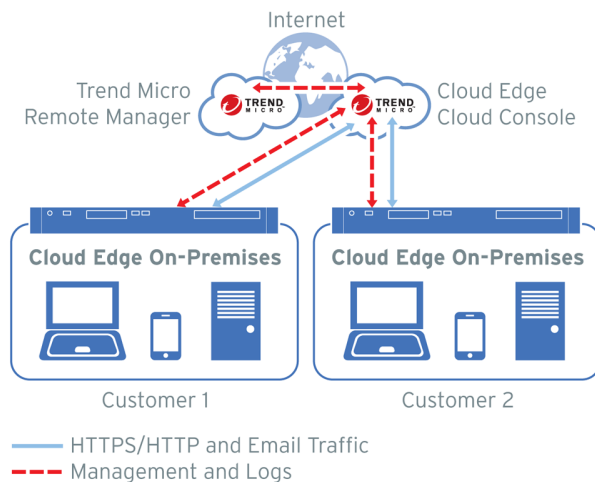 Internet
Trend Micro
Remote Manager
TREND
MICRO
TREND
MICRO
Cloud Edge
Cloud Console
Cloud Edge On-Premises
Cloud Edge On-Premises
Customer 1
Customer 2
HTTPS/HTTP and Email Traffic
Management and Logs